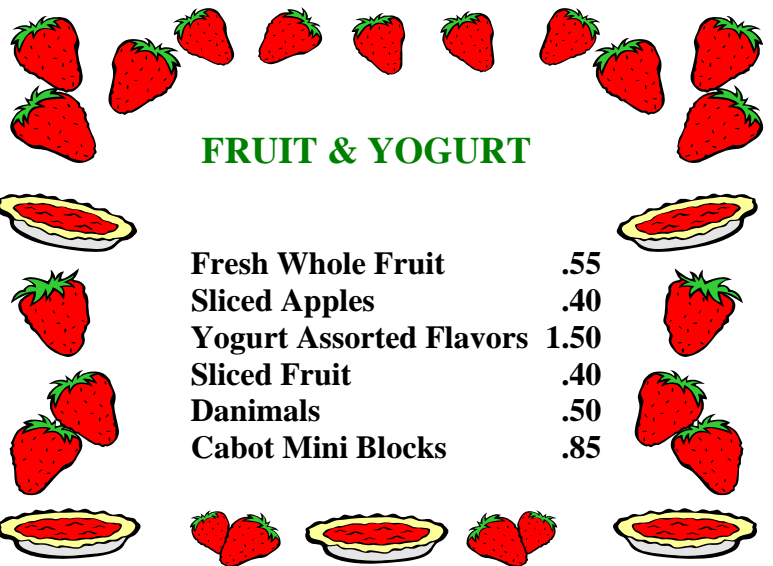 FRUIT & YOGURT
Fresh Whole Fruit .55
Sliced Apples .40
Yogurt Assorted Flavors 1.50
Sliced Fruit .40
Danimals .50
Cabot Mini Blocks .85